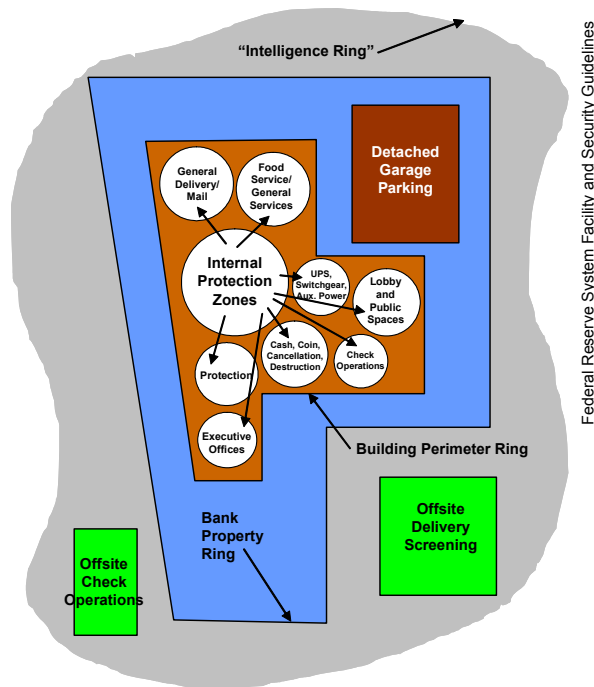 “Intelligence Ring”
Federal Reserve System Facility and Security Guidelines
Detached
Garage
Parking
General
Delivery/
Mail
Food
Service/
General
Services
Internal
Protection
Zones
UPS,
Switchgear,
Aux. Power
Lobby
and
Public
Spaces
Cash, Coin,
Cancellation,
Destruction
Check
Operations
Protection
Executive
Offices
Building Perimeter Ring
Bank
Property
Ring
Offsite
Delivery
Screening
Offsite
Check
Operations